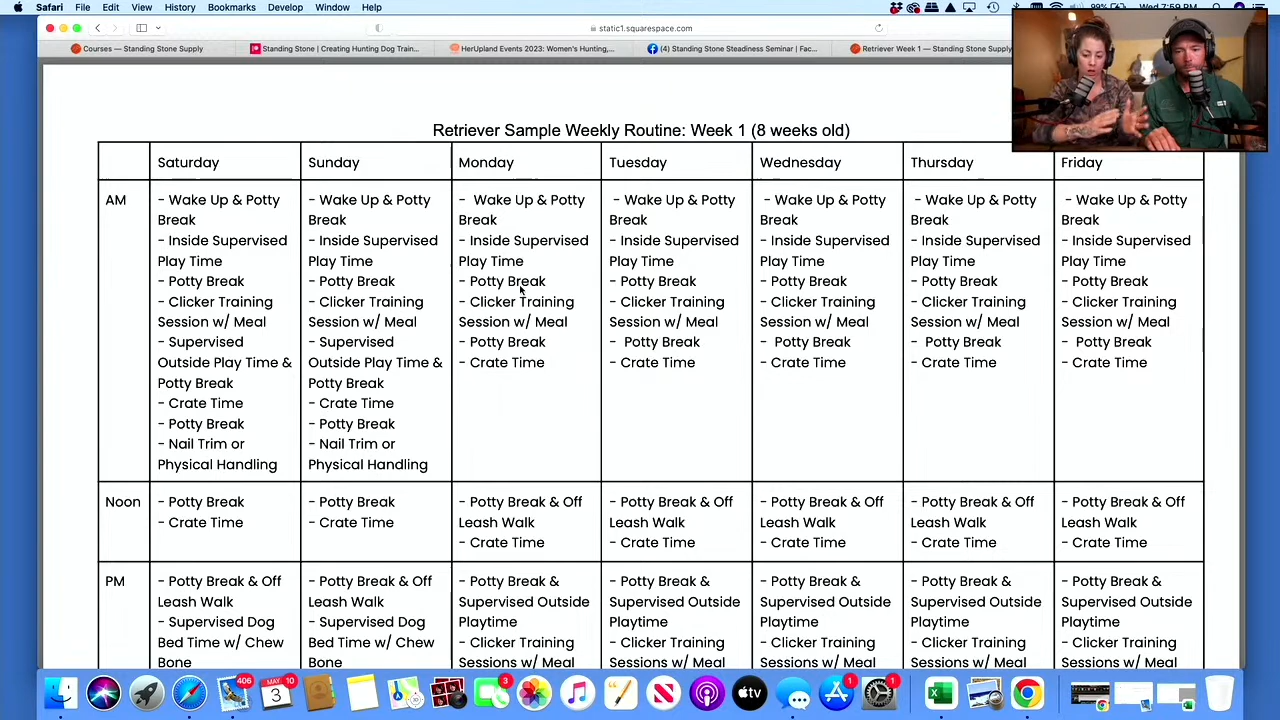 Safari File Edit View History Bookmarks Develop Window Help 99% Wed 7:59 PM
static1.squarespace.com
Courses — Standing Stone Supply
Standing Stone | Creating Hunting Dog Train...
HerUpland Events 2023: Women's Hunting,...
(4) Standing Stone Steadiness Seminar | Fac...
Retriever Week 1 — Standing Stone Supply
Retriever Sample Weekly Routine: Week 1 (8 weeks old)
Saturday Sunday Monday Tuesday Wednesday Thursday Friday
AM - Wake Up & Potty - Wake Up & Potty - Wake Up & Potty - Wake Up & Potty - Wake Up & Potty - Wake Up & Potty - Wake Up & Potty
Break Break Break Break Break Break Break
- Inside Supervised - Inside Supervised - Inside Supervised - Inside Supervised - Inside Supervised - Inside Supervised - Inside Supervised
Play Time Play Time Play Time Play Time Play Time Play Time Play Time
- Potty Break - Potty Break - Potty Break - Potty Break - Potty Break - Potty Break - Potty Break
- Clicker Training - Clicker Training - Clicker Training - Clicker Training - Clicker Training - Clicker Training - Clicker Training
Session w/ Meal Session w/ Meal Session w/ Meal Session w/ Meal Session w/ Meal Session w/ Meal Session w/ Meal
- Supervised - Supervised - Potty Break - Potty Break - Potty Break - Potty Break - Potty Break
Outside Play Time & Outside Play Time & - Crate Time - Crate Time - Crate Time - Crate Time - Crate Time
Potty Break Potty Break
- Crate Time - Crate Time
- Potty Break - Potty Break
- Nail Trim or - Nail Trim or
Physical Handling Physical Handling
Noon - Potty Break - Potty Break - Potty Break & Off - Potty Break & Off - Potty Break & Off - Potty Break & Off - Potty Break & Off
- Crate Time - Crate Time Leash Walk Leash Walk Leash Walk Leash Walk Leash Walk
- Crate Time - Crate Time - Crate Time - Crate Time - Crate Time
PM - Potty Break & Off - Potty Break & Off - Potty Break & - Potty Break & - Potty Break & - Potty Break & - Potty Break &
Leash Walk Leash Walk Supervised Outside Supervised Outside Supervised Outside Supervised Outside Supervised Outside
- Supervised Dog - Supervised Dog Playtime Playtime Playtime Playtime Playtime
Bed Time w/ Chew Bed Time w/ Chew - Clicker Training - Clicker Training - Clicker Training - Clicker Training - Clicker Training
Bone Bone Sessions w/ Meal Sessions w/ Meal Sessions w/ Meal Sessions w/ Meal Sessions w/ Meal
406 MAY 10 3 3 1 1 tv